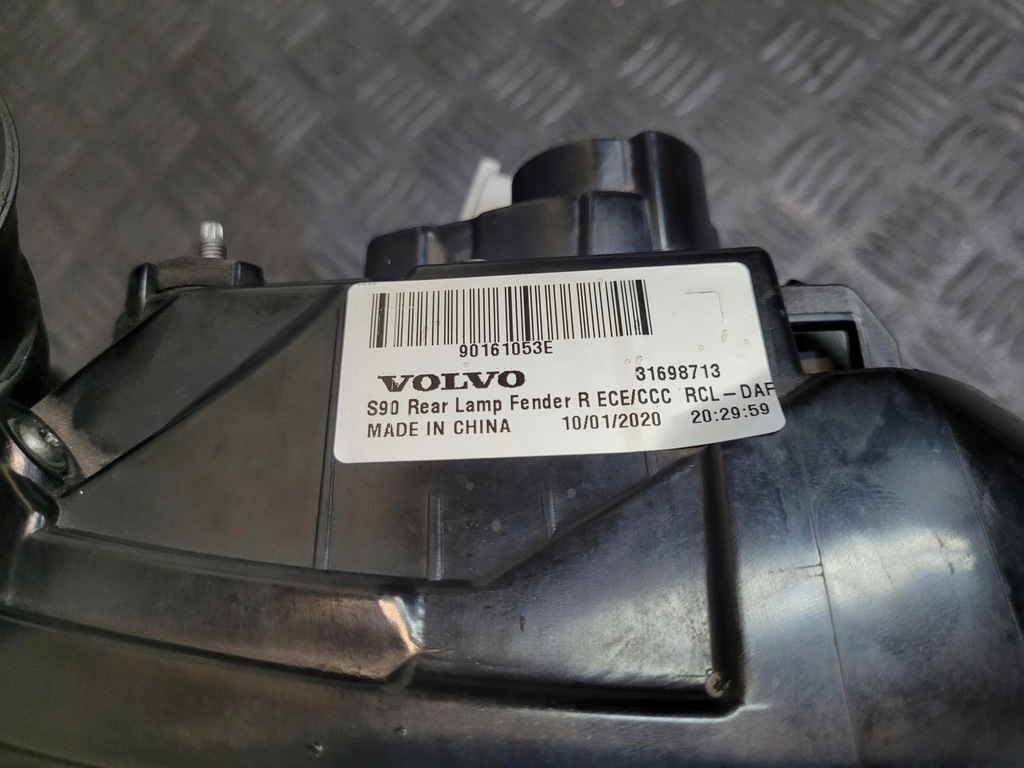 90161053E
VOLVO 31698713
S90 Rear Lamp Fender R ECE/CCC RCL-DAF
MADE IN CHINA 10/01/2020 20:29:59